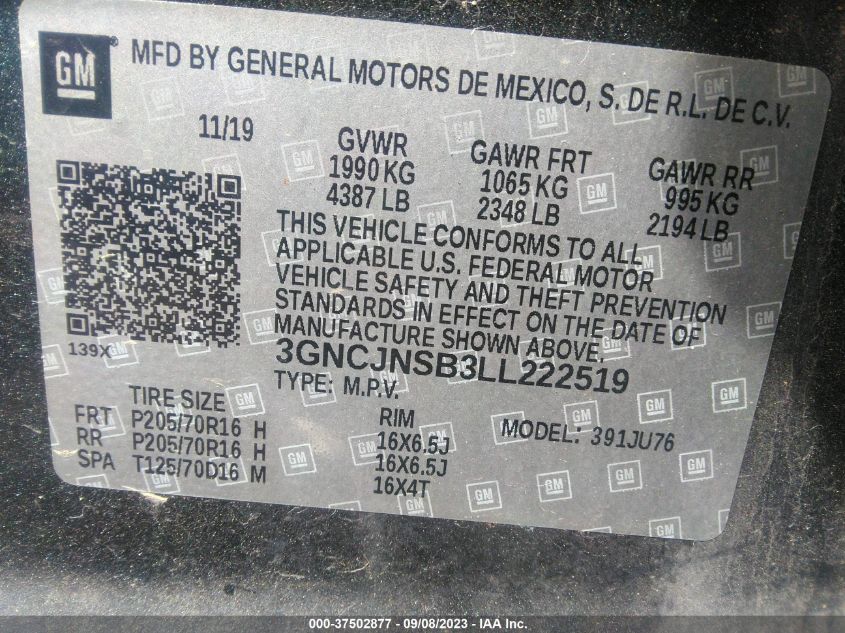 GM
MFD BY GENERAL MOTORS DE MEXICO, S. DE R.L. DE C.V.
11/19
GVWR GAWR FRT GAWR RR
1990 KG 1065 KG 995 KG
4387 LB 2348 LB 2194 LB
THIS VEHICLE CONFORMS TO ALL
APPLICABLE U.S. FEDERAL MOTOR
VEHICLE SAFETY AND THEFT PREVENTION
STANDARDS IN EFFECT ON THE DATE OF
MANUFACTURE SHOWN ABOVE.
139X
3GNCJNSB3LL222519
TYPE: M.P.V.
TIRE SIZE RIM MODEL: 391JU76
FRT P205/70R16 H 16X6.5J
RR P205/70R16 H 16X6.5J
SPA T125/70D16 M 16X4T
000-37502877 - 09/08/2023 - IAA Inc.